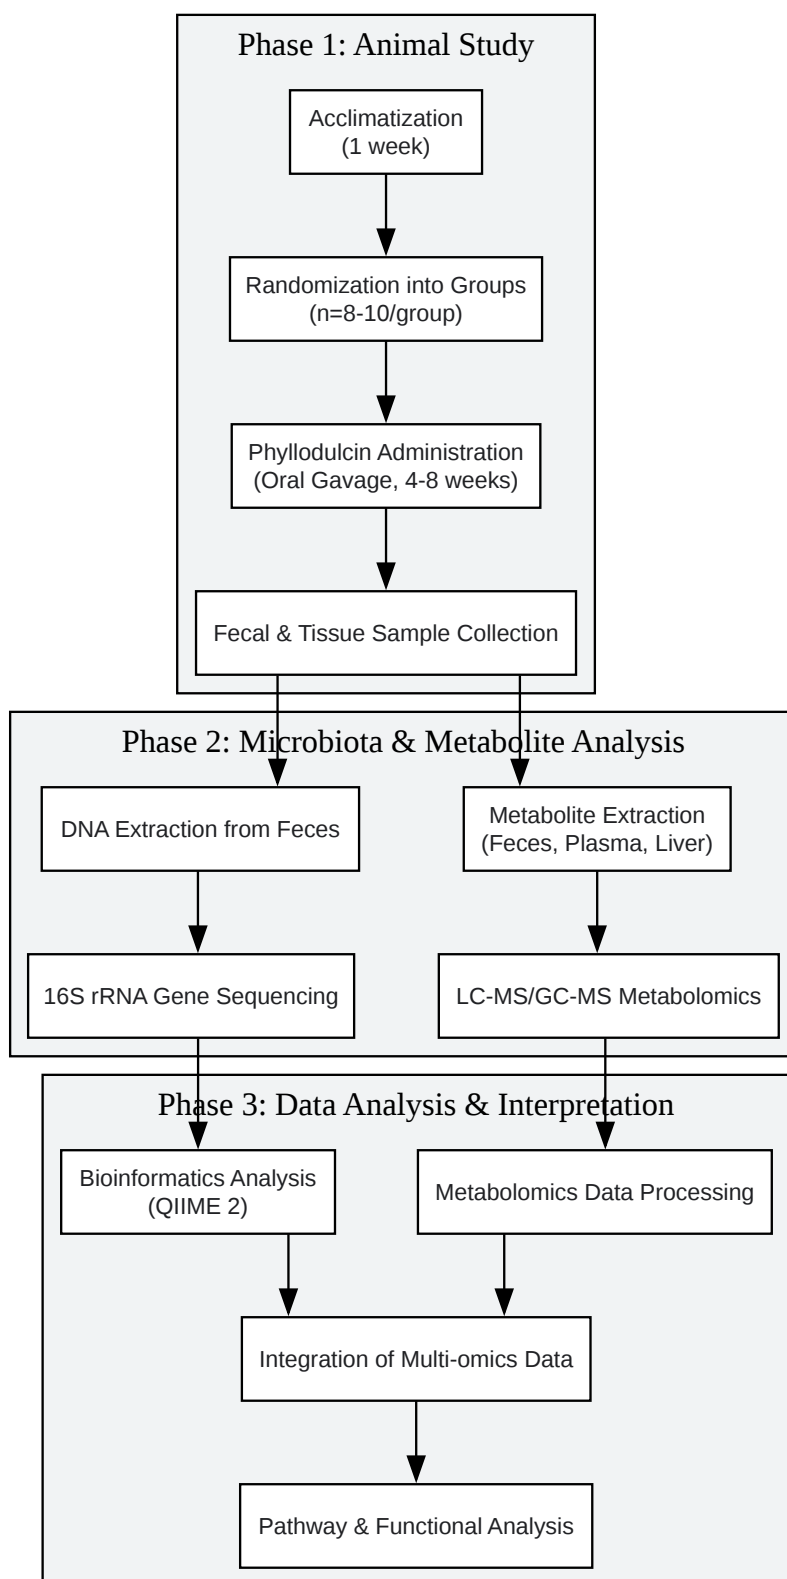 Phase 1: Animal Study
Acclimatization
(1 week)
Randomization into Groups
(n=8-10/group)
Phyllodulcin Administration
(Oral Gavage, 4-8 weeks)
Fecal & Tissue Sample Collection
Phase 2: Microbiota & Metabolite Analysis
DNA Extraction from Feces
Metabolite Extraction
(Feces, Plasma, Liver)
16S rRNA Gene Sequencing
LC-MS/GC-MS Metabolomics
Phase 3: Data Analysis & Interpretation
Bioinformatics Analysis
(QIIME 2)
Metabolomics Data Processing
Integration of Multi-omics Data
Pathway & Functional Analysis